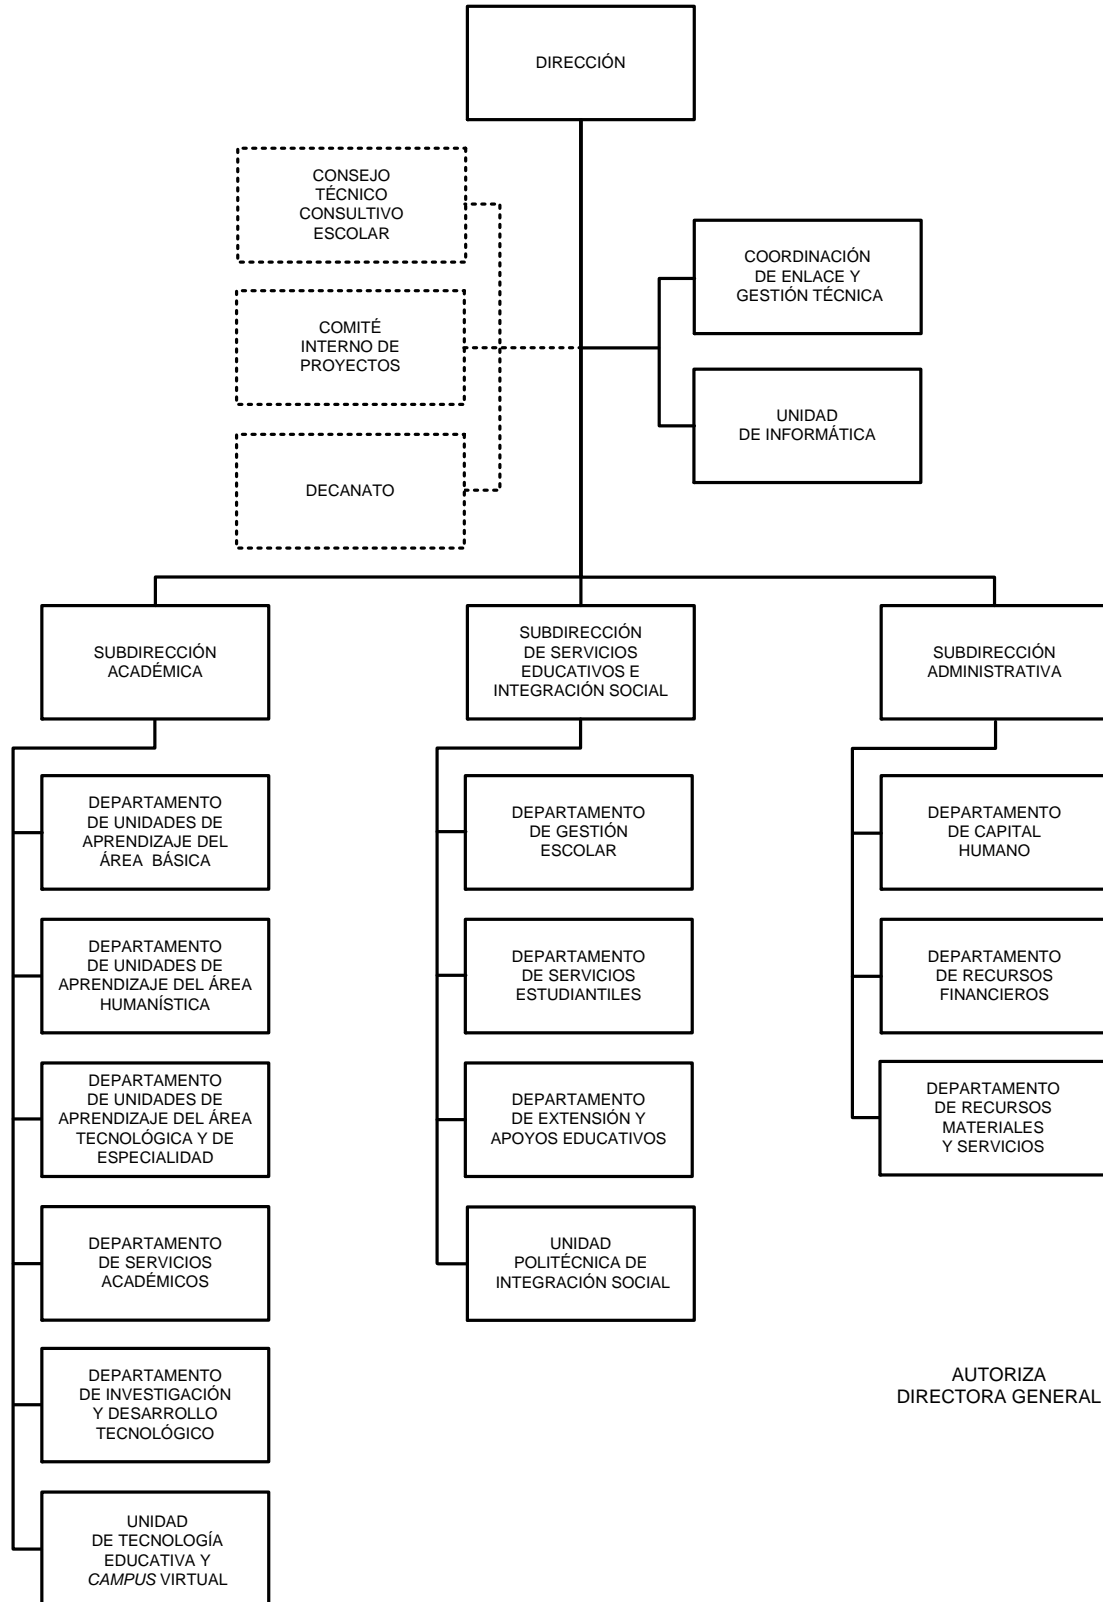 DIRECCIÓN
CONSEJO
TÉCNICO
CONSULTIVO
ESCOLAR
COORDINACIÓN
DE ENLACE Y
GESTIÓN TÉCNICA
COMITÉ
INTERNO DE
PROYECTOS
UNIDAD
DE INFORMÁTICA
DECANATO
SUBDIRECCIÓN
ACADÉMICA
SUBDIRECCIÓN
DE SERVICIOS
EDUCATIVOS E
INTEGRACIÓN SOCIAL
SUBDIRECCIÓN
ADMINISTRATIVA
DEPARTAMENTO
DE UNIDADES DE
APRENDIZAJE DEL
ÁREA BÁSICA
DEPARTAMENTO
DE GESTIÓN
ESCOLAR
DEPARTAMENTO
DE CAPITAL
HUMANO
DEPARTAMENTO
DE UNIDADES DE
APRENDIZAJE DEL ÁREA
HUMANÍSTICA
DEPARTAMENTO
DE SERVICIOS
ESTUDIANTILES
DEPARTAMENTO
DE RECURSOS
FINANCIEROS
DEPARTAMENTO
DE UNIDADES DE
APRENDIZAJE DEL ÁREA
TECNOLÓGICA Y DE
ESPECIALIDAD
DEPARTAMENTO
DE EXTENSIÓN Y
APOYOS EDUCATIVOS
DEPARTAMENTO
DE RECURSOS
MATERIALES
Y SERVICIOS
DEPARTAMENTO
DE SERVICIOS
ACADÉMICOS
UNIDAD
POLITÉCNICA DE
INTEGRACIÓN SOCIAL
DEPARTAMENTO
DE INVESTIGACIÓN
Y DESARROLLO
TECNOLÓGICO
AUTORIZA
DIRECTORA GENERAL
UNIDAD
DE TECNOLOGÍA
EDUCATIVA Y
CAMPUS VIRTUAL